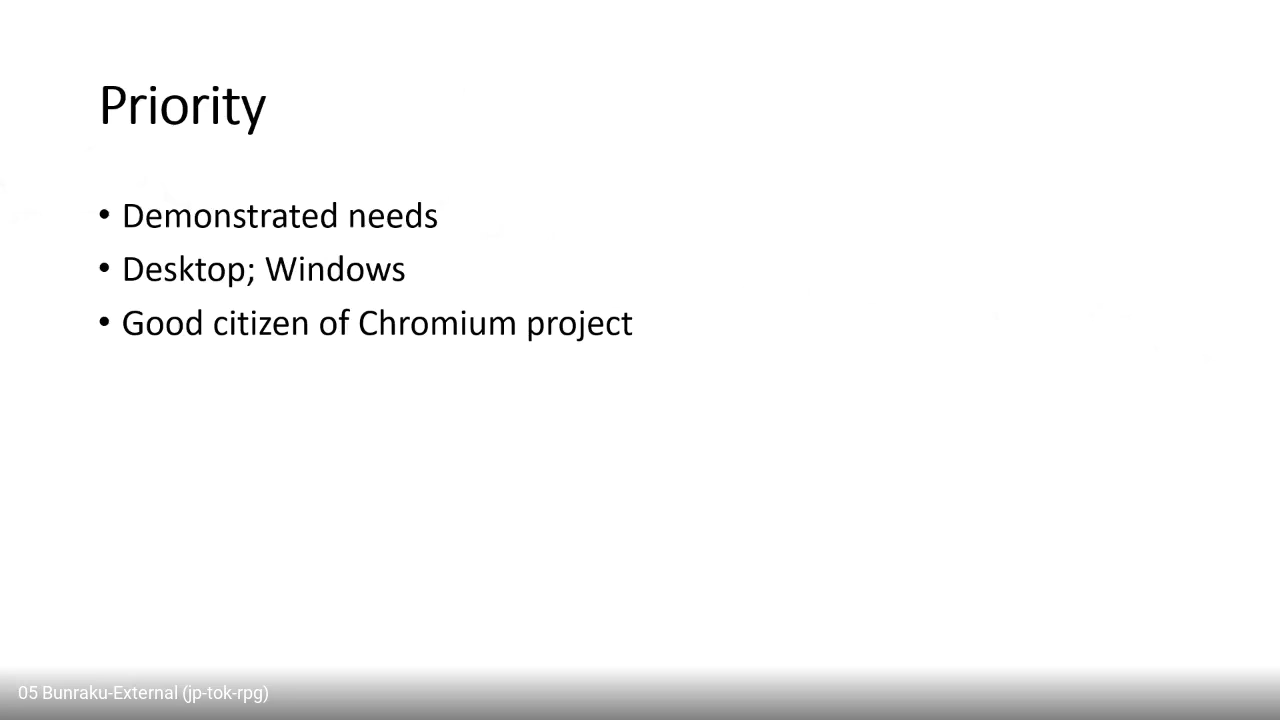 Priority
• Demonstrated needs
• Desktop; Windows
• Good citizen of Chromium project
05 Bunraku-External (jp-tok-rpg)